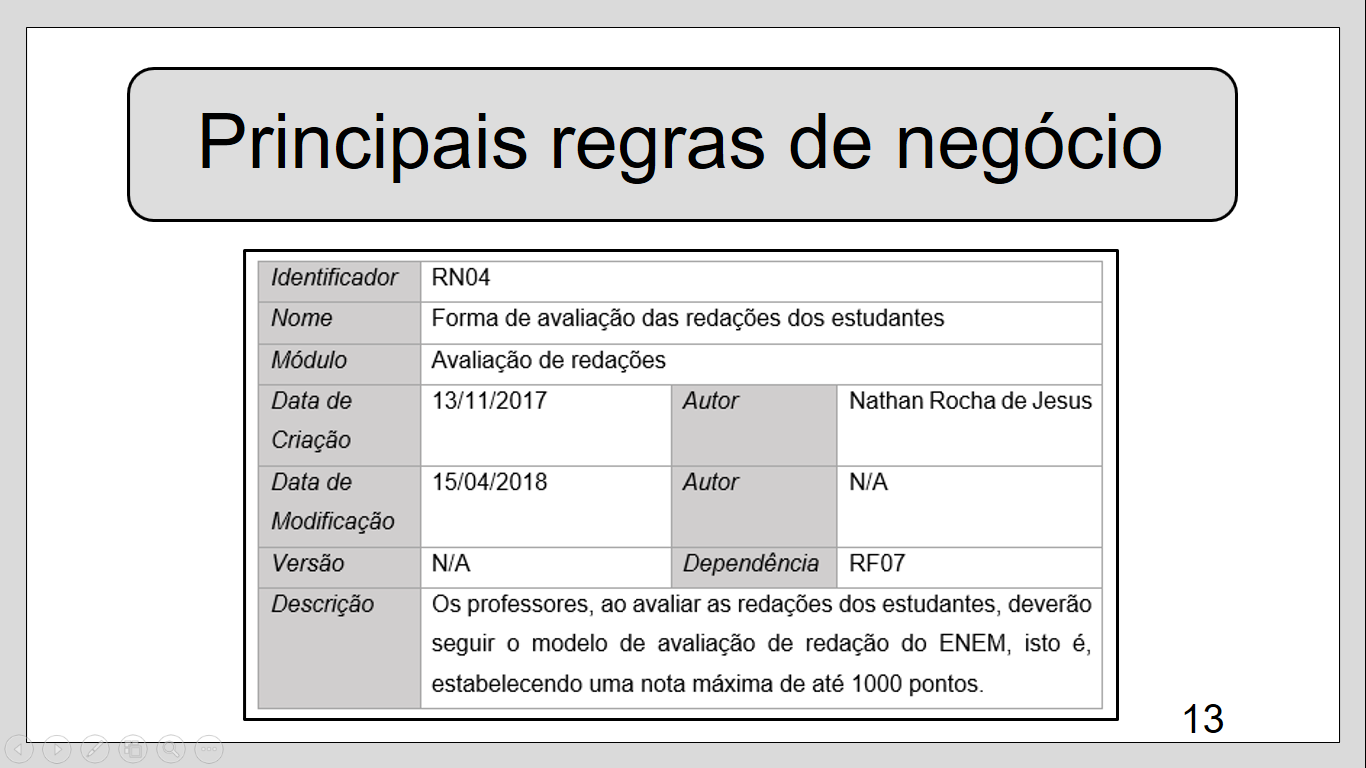 Principais regras de negócio
Identificador RN04
Nome Forma de avaliação das redações dos estudantes
Módulo Avaliação de redações
Data de 13/11/2017 Autor Nathan Rocha de Jesus
Criação
Data de 15/04/2018 Autor N/A
Modificação
Versão N/A Dependência RF07
Descrição Os professores, ao avaliar as redações dos estudantes, deverão
seguir o modelo de avaliação de redação do ENEM, isto é,
estabelecendo uma nota máxima de até 1000 pontos.
13